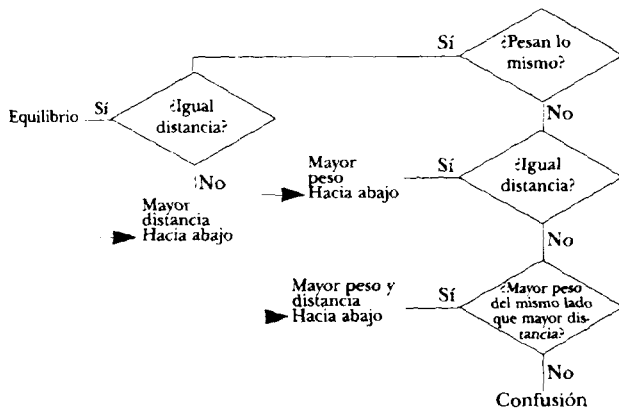 Sí
¿Pesan lo
mismo?
No
Equilibrio
Sí
¿Igual
distancia?
No
Mayor
distancia
Hacia abajo
Mayor
peso
Hacia abajo
Sí
¿Igual
distancia?
No
Mayor peso y
distancia
Hacia abajo
Sí
¿Mayor peso
del mismo lado
que mayor dis-
tancia?
No
Confusión